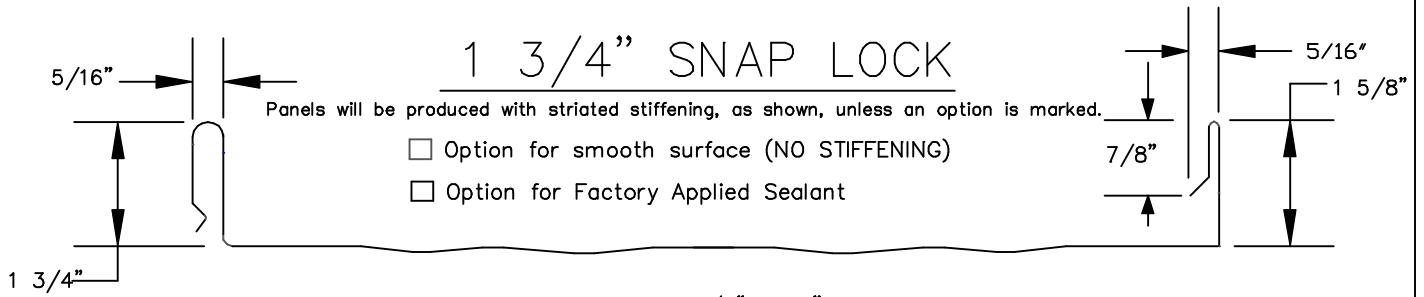 1 3/4" SNAP LOCK
5/16"
5/16"
1 5/8"
Panels will be produced with striated stiffening, as shown, unless an option is marked.
Option for smooth surface (NO STIFFENING)
7/8"
Option for Factory Applied Sealant
1 3/4"